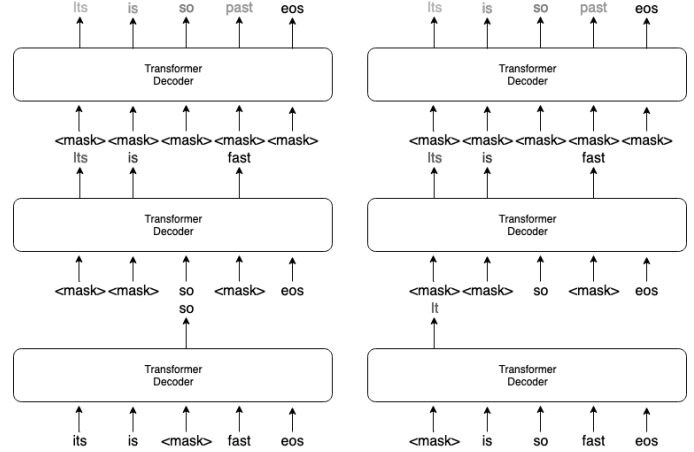 Its is so past eos
Transformer
Decoder
<mask> <mask> <mask> <mask> <mask>
Its is fast
Transformer
Decoder
<mask> <mask> so <mask> eos
so
Transformer
Decoder
its is <mask> fast eos
Its is so past eos
Transformer
Decoder
<mask> <mask> <mask> <mask> <mask>
Its is fast
Transformer
Decoder
<mask> <mask> so <mask> eos
It
Transformer
Decoder
<mask> is so fast eos